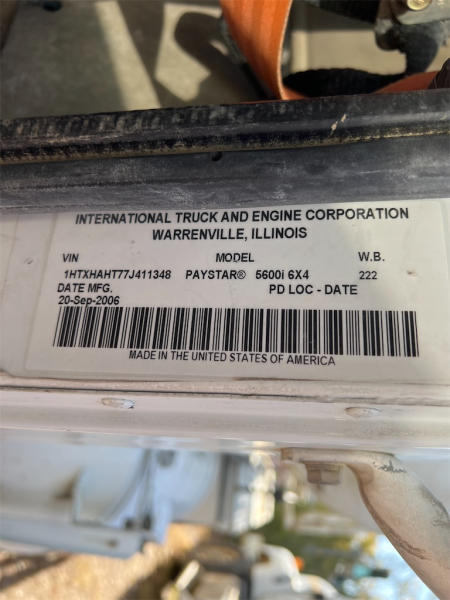 INTERNATIONAL TRUCK AND ENGINE CORPORATION
WARRENVILLE, ILLINOIS
VIN MODEL W.B.
1HTXHAHT77J411348 PAYSTAR® 5600i 6X4 222
DATE MFG. PD LOC - DATE
20-Sep-2006
MADE IN THE UNITED STATES OF AMERICA